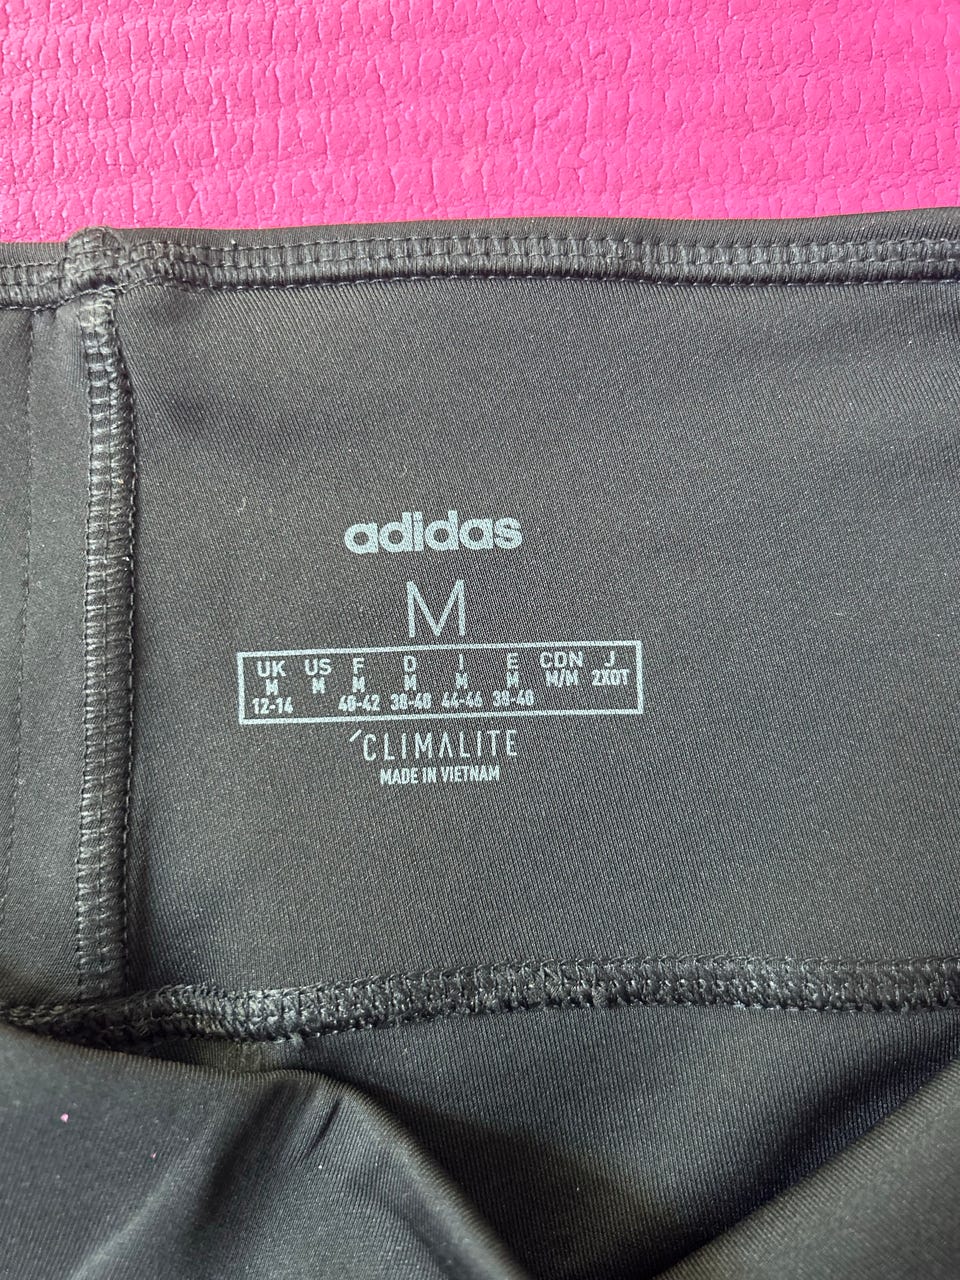 adidas
M
UK US F D I E CDN J
M M M M M M M/M 2XOT
12-14 40-42 38-40 44-46 38-40
CLIMALITE
MADE IN VIETNAM